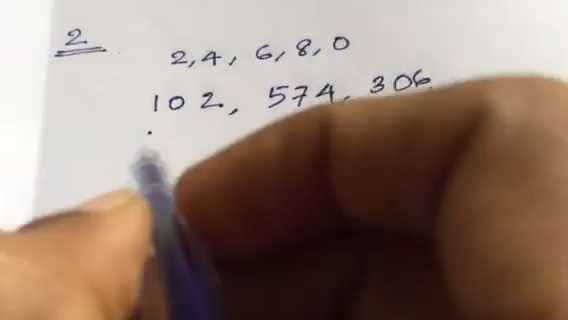 2
2, 4, 6, 8, 0
102, 574, 306